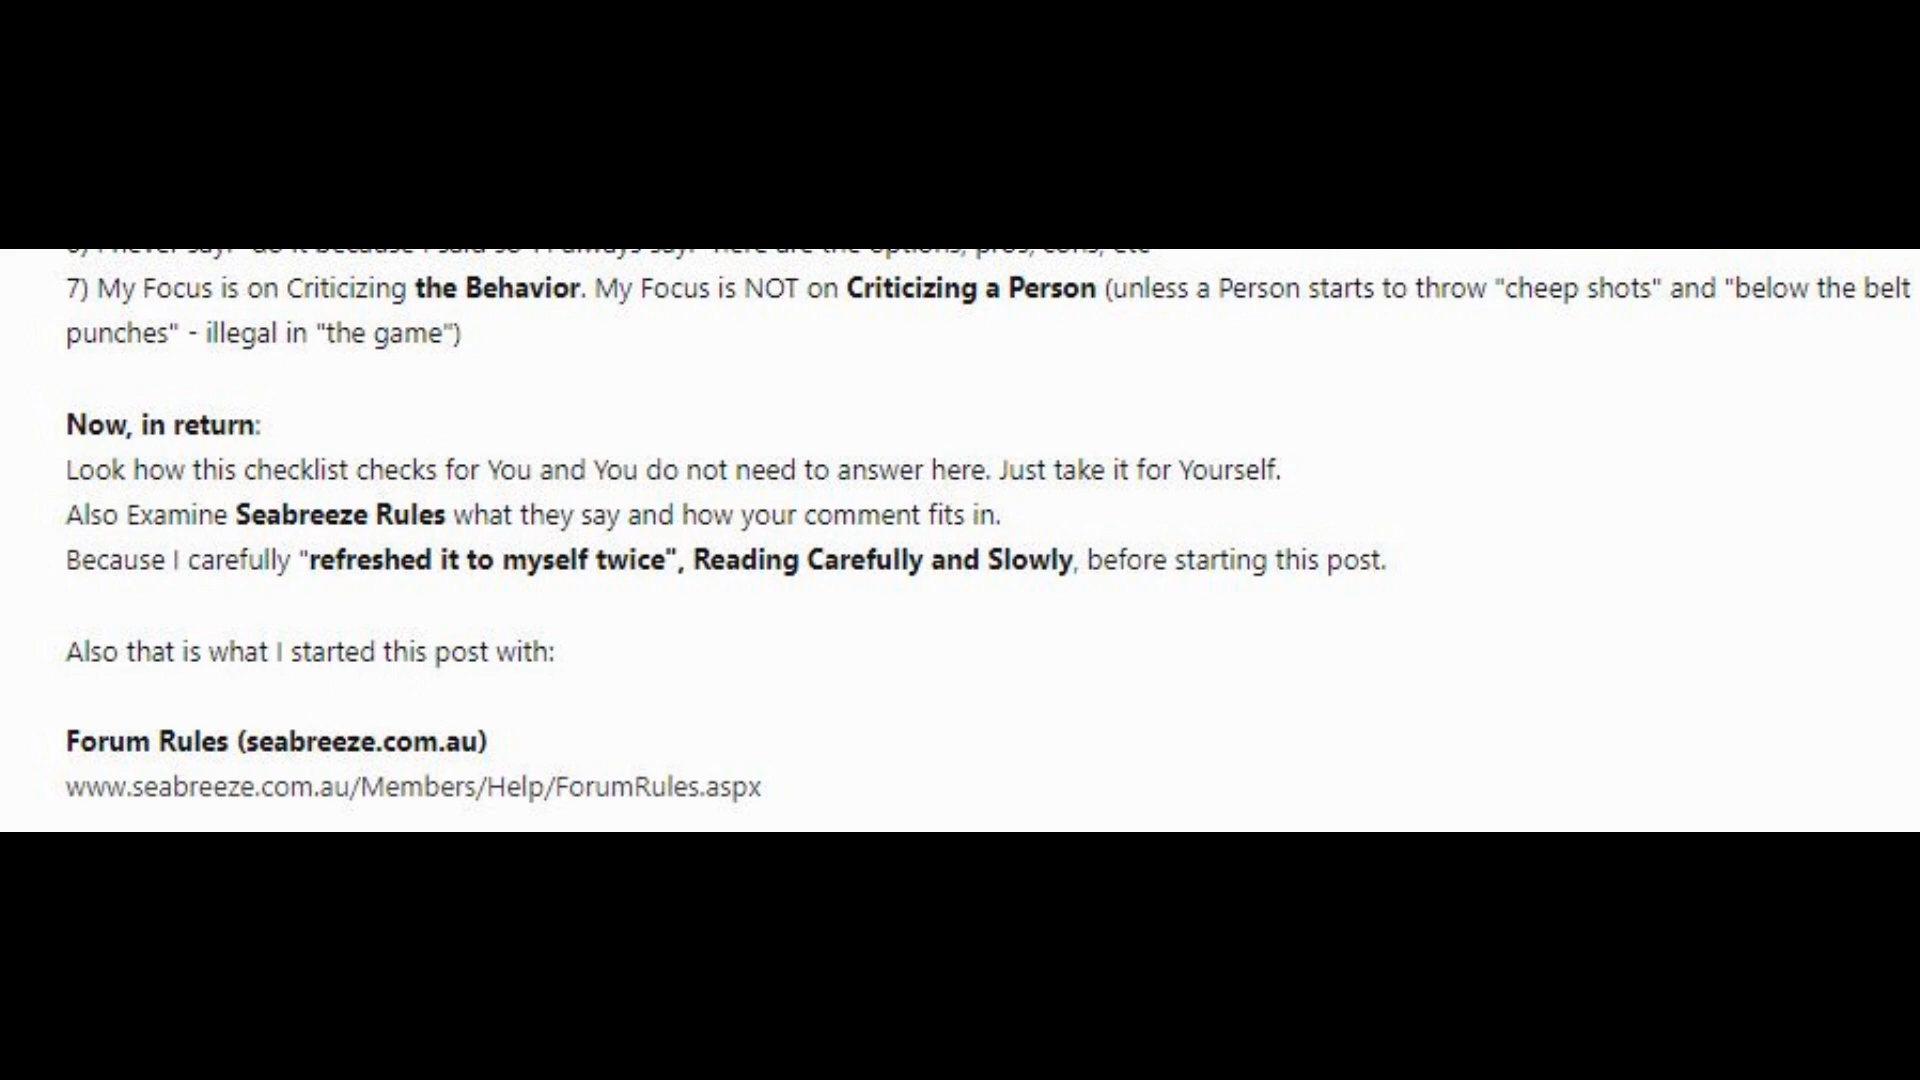 7) My Focus is on Criticizing the Behavior. My Focus is NOT on Criticizing a Person (unless a Person starts to throw "cheep shots" and "below the belt
punches" - illegal in "the game")
Now, in return:
Look how this checklist checks for You and You do not need to answer here. Just take it for Yourself.
Also Examine Seabreeze Rules what they say and how your comment fits in.
Because I carefully "refreshed it to myself twice", Reading Carefully and Slowly, before starting this post.
Also that is what I started this post with:
Forum Rules (seabreeze.com.au)
www.seabreeze.com.au/Members/Help/ForumRules.aspx